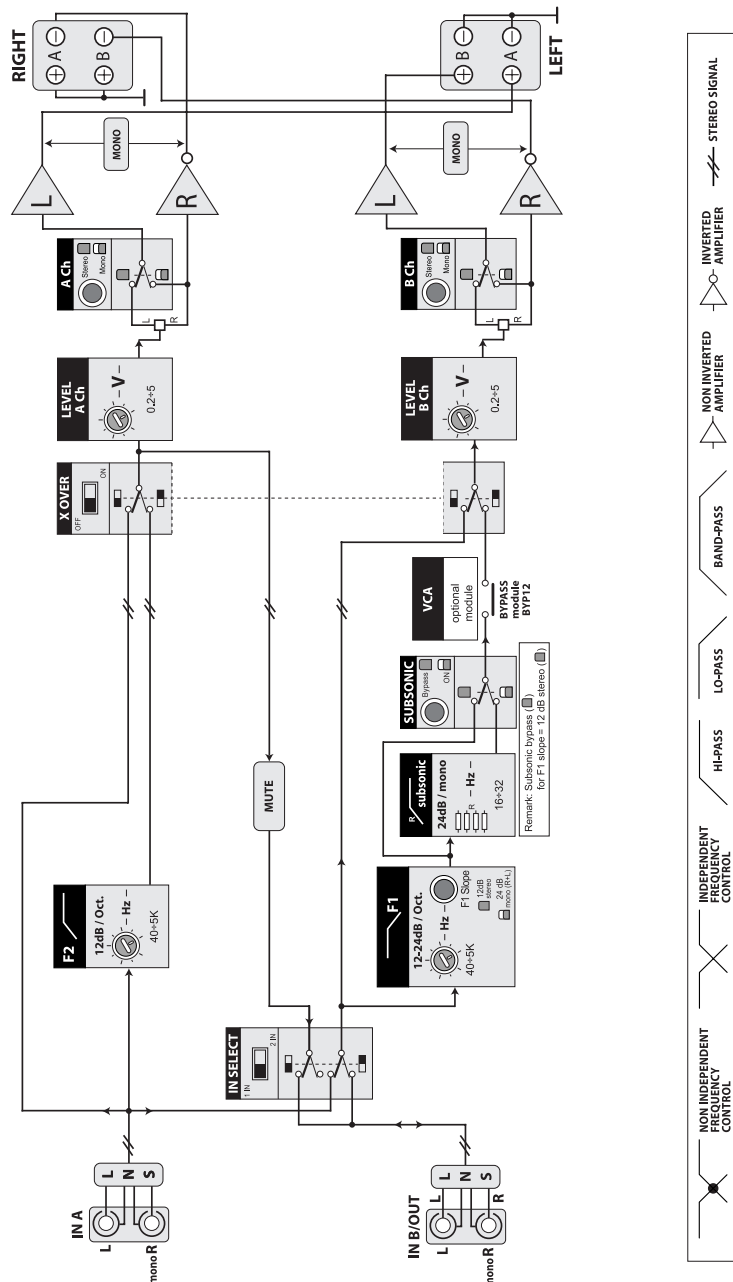 IN A
L
mono R
L
N
S
IN B/OUT
L
mono R
L
R
L
N
S
F2
12dB / Oct.
– Hz –
40÷5K
IN SELECT
1 IN
2 IN
MUTE
F1
12-24dB / Oct.
– Hz –
40÷5K
F1 Slope
12dB
stereo
24 dB
mono (R+L)
R
subsonic
24dB / mono
R
– Hz –
16÷32
Remark: Subsonic bypass ( )
for F1 slope = 12 dB stereo ( )
SUBSONIC
Bypass
ON
VCA
optional
module
BYPASS
module
BYP12
X OVER
OFF
ON
LEVEL
A Ch
– V –
0.2÷5
LEVEL
B Ch
– V –
0.2÷5
L
R
A Ch
Stereo
Mono
L
R
B Ch
Stereo
Mono
L
R
MONO
L
R
MONO
RIGHT
A
B
LEFT
B
A
NON INDEPENDENT
FREQUENCY
CONTROL
INDEPENDENT
FREQUENCY
CONTROL
HI-PASS
LO-PASS
BAND-PASS
NON INVERTED
AMPLIFIER
INVERTED
AMPLIFIER
STEREO SIGNAL